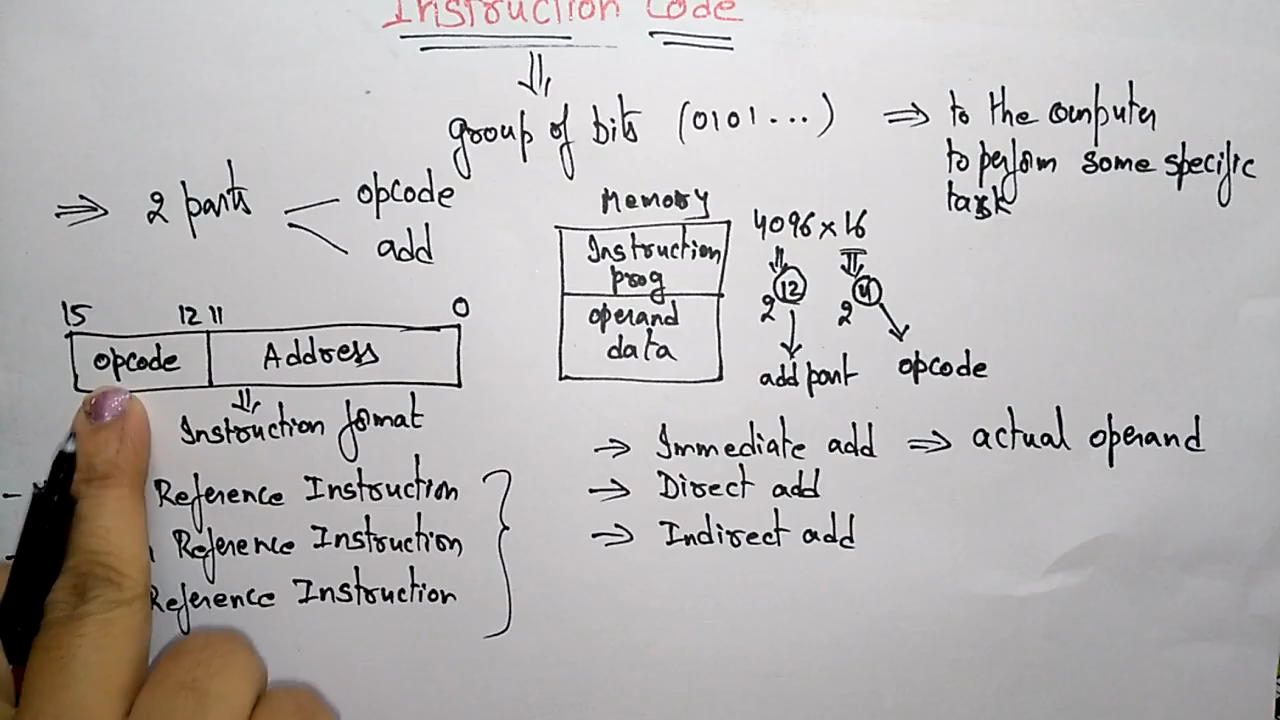 Instruction Code
group of bits (0101...) ⇒ to the computer
to perform some specific
task
⇒ 2 parts
opcode
add
Memory
4096 × 16
Instruction
prog
2 12
2 4
operand
data
add part
opcode
15 12 11 0
opcode Address
Instruction format
→ Immediate add ⇒ actual operand
→ Direct add
→ Indirect add
- Reference Instruction
Reference Instruction
Reference Instruction